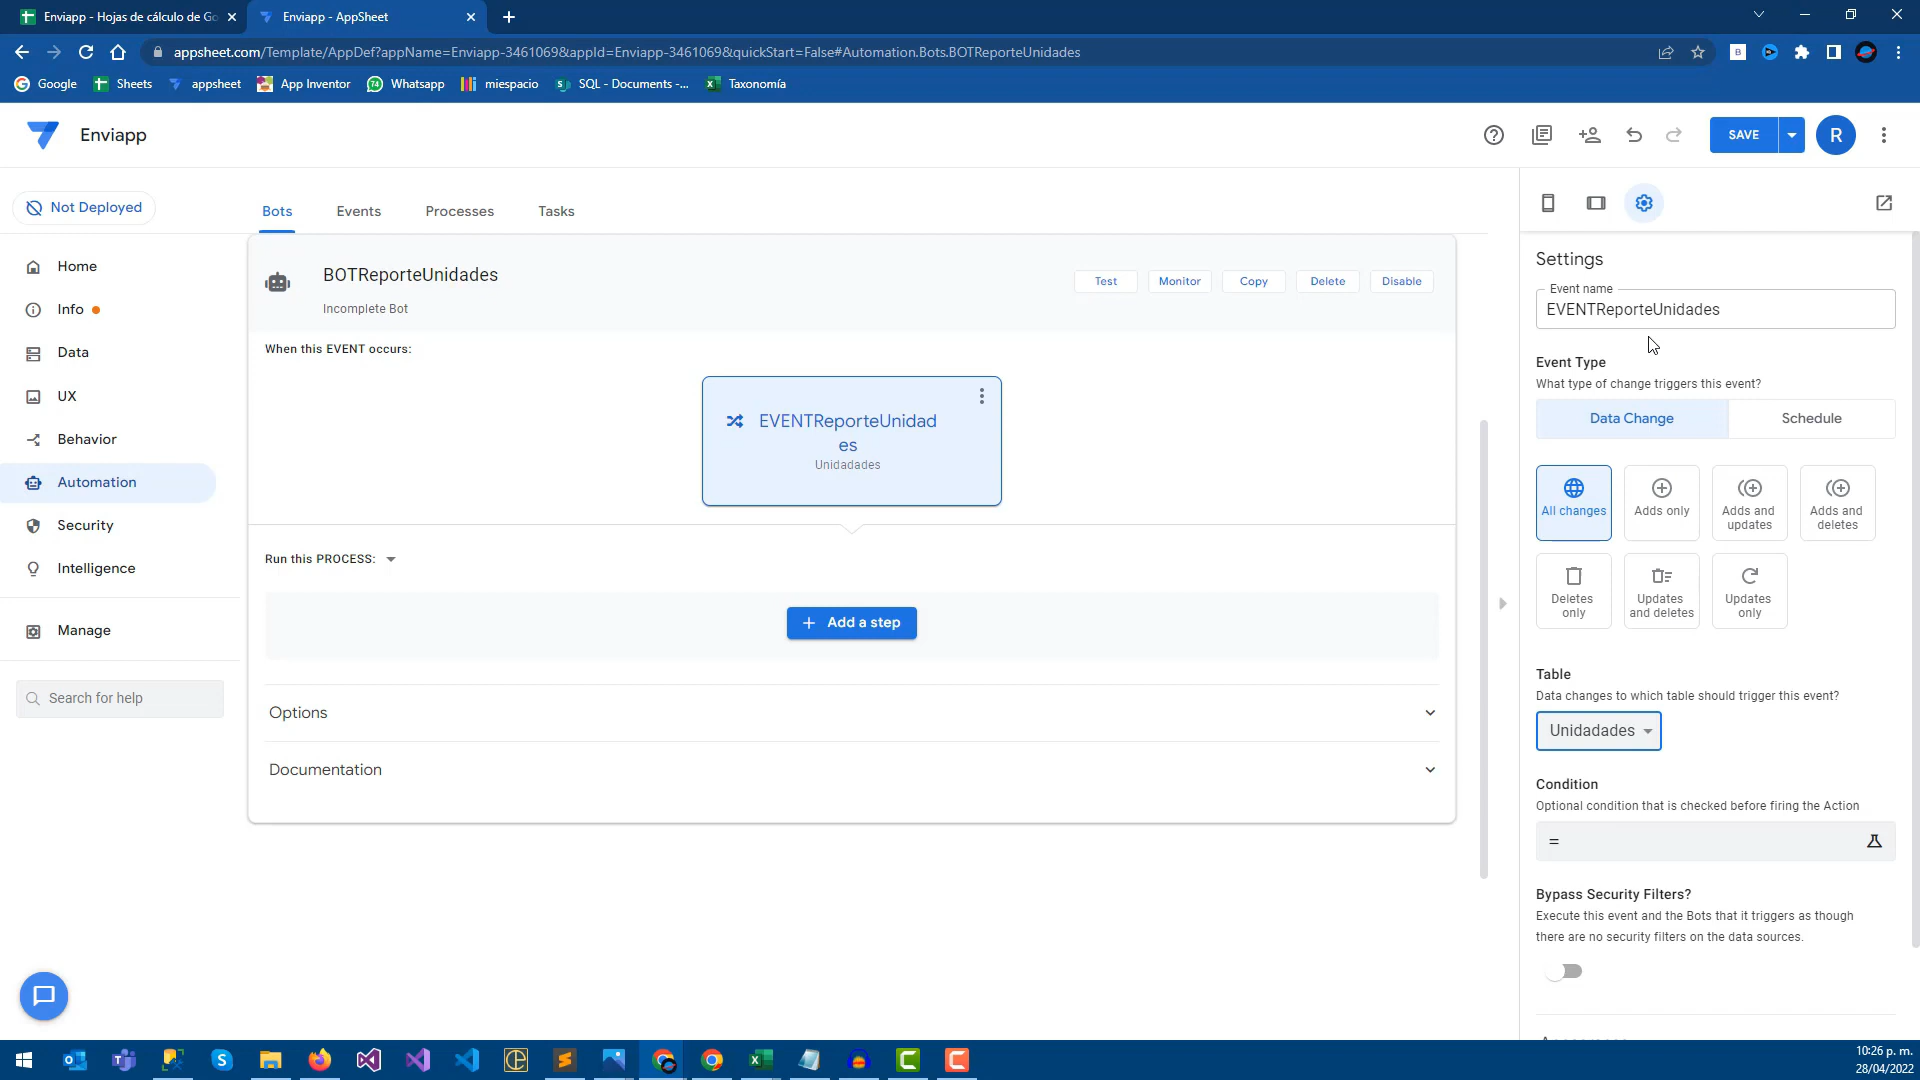 Enviapp - Hojas de cálculo de Go
Enviapp - AppSheet
appsheet.com/Template/AppDef?appName=Enviapp-3461069&appId=Enviapp-3461069&quickStart=False#Automation.Bots.BOTReporteUnidades
Google
Sheets
appsheet
App Inventor
74
Whatsapp
miespacio
SQL - Documents -...
Taxonomía
Enviapp
SAVE
R
Not Deployed
Bots
Events
Processes
Tasks
Home
Info
Data
UX
Behavior
Automation
Security
Intelligence
Manage
Search for help
BOTReporteUnidades
Incomplete Bot
Test
Monitor
Copy
Delete
Disable
When this EVENT occurs:
EVENTReporteUnidad
es
Unidadades
Run this PROCESS:
Add a step
Options
Documentation
Settings
Event name
EVENTReporteUnidades
Event Type
What type of change triggers this event?
Data Change
Schedule
All changes
Adds only
Adds and
updates
Adds and
deletes
Deletes
only
Updates
and deletes
Updates
only
Table
Data changes to which table should trigger this event?
Unidadades
Condition
Optional condition that is checked before firing the Action
=
Bypass Security Filters?
Execute this event and the Bots that it triggers as though
there are no security filters on the data sources.
10:26 p. m.
28/04/2022